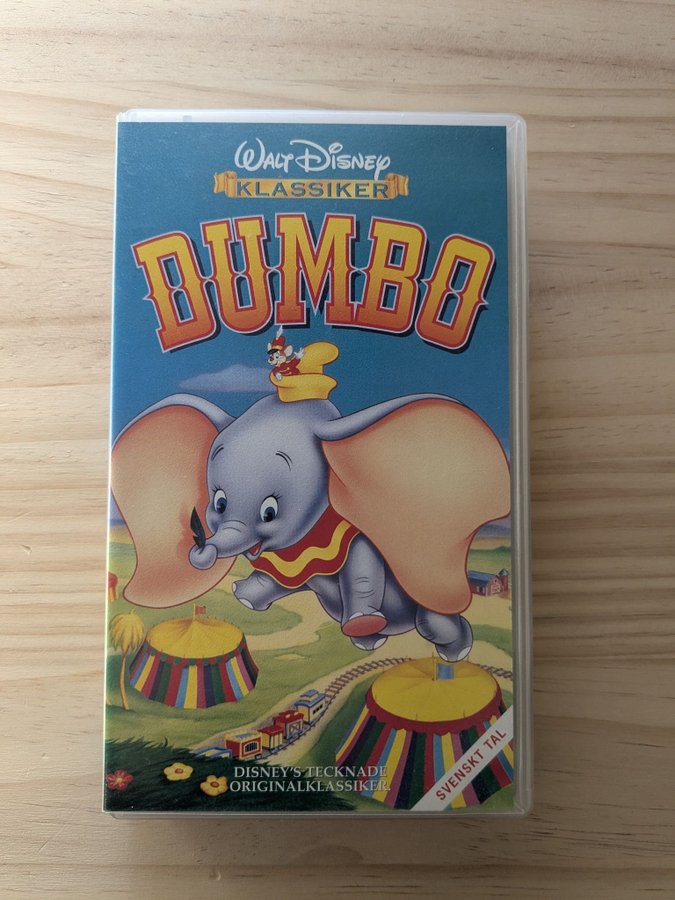 WALT DISNEY
KLASSIKER
DUMBO
DISNEY'S TECKNADE
ORIGINALKLASSIKER!
SVENSKT TAL